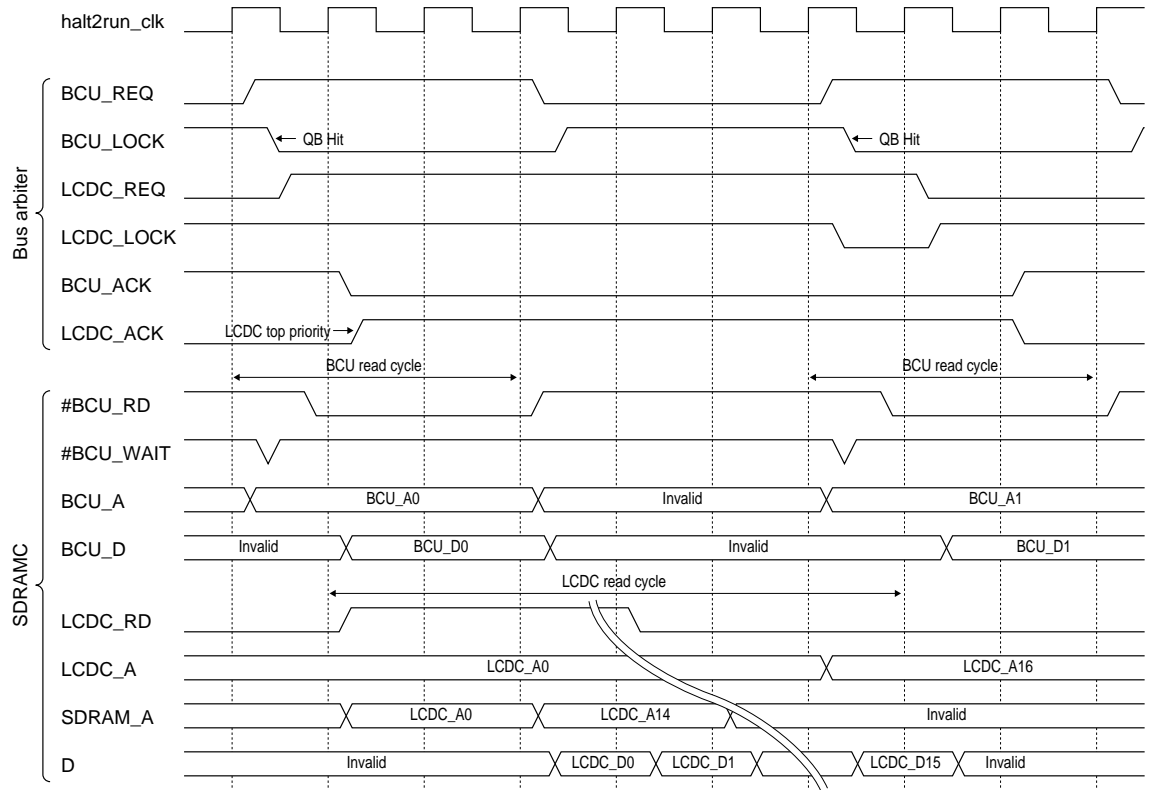 halt2run_clk
Bus arbiter
BCU_REQ
BCU_LOCK
QB Hit
QB Hit
LCDC_REQ
LCDC_LOCK
BCU_ACK
LCDC_ACK
LCDC top priority
BCU read cycle
BCU read cycle
SDRAMC
#BCU_RD
#BCU_WAIT
BCU_A
BCU_A0
Invalid
BCU_A1
BCU_D
Invalid
BCU_D0
Invalid
BCU_D1
LCDC read cycle
LCDC_RD
LCDC_A
LCDC_A0
LCDC_A16
SDRAM_A
LCDC_A0
LCDC_A14
Invalid
D
Invalid
LCDC_D0
LCDC_D1
LCDC_D15
Invalid